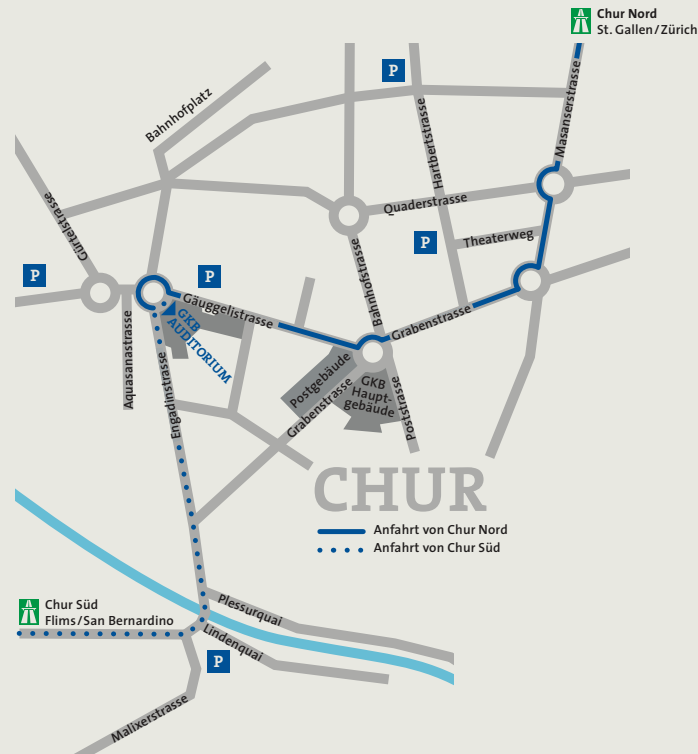 Chur Nord
St. Gallen/Zürich
P
Masanserstrasse
Bahnhofplatz
Hartbertstrasse
Quaderstrasse
Gürtelstrasse
Theaterweg
P
P
P
Bahnhofstrasse
Gäuggelistrasse
Grabenstrasse
GKB
AUDITORIUM
Aquasanastrasse
Engadinstrasse
Postgebäude
Grabenstrasse
GKB
Haupt-
gebäude
Poststrasse
CHUR
Anfahrt von Chur Nord
Anfahrt von Chur Süd
Chur Süd
Flims/San Bernardino
Plessurquai
Lindenquai
P
Malixerstrasse